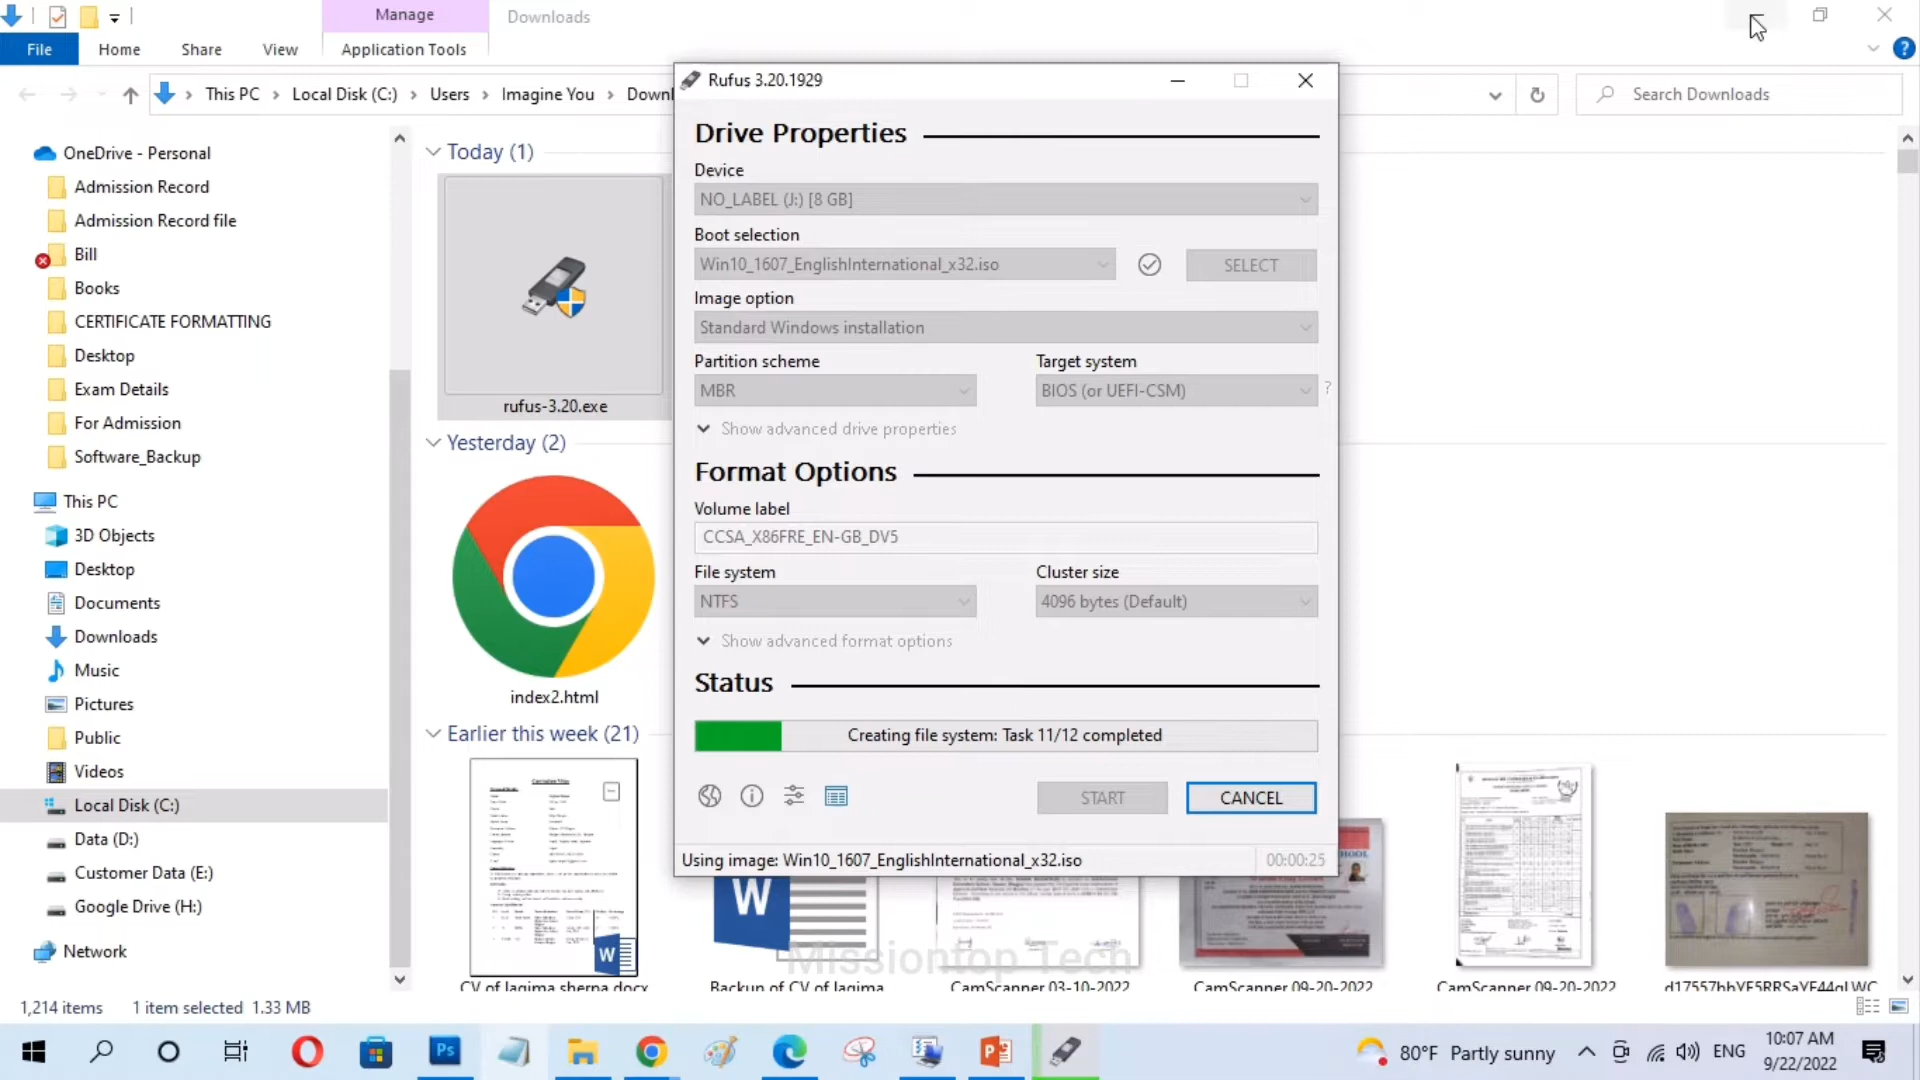 Manage
Downloads
File
Home
Share
View
Application Tools
This PC
Local Disk (C:)
Users
Imagine You
Downl
Search Downloads
OneDrive - Personal
Admission Record
Admission Record file
Bill
Books
CERTIFICATE FORMATTING
Desktop
Exam Details
For Admission
Software_Backup
This PC
3D Objects
Desktop
Documents
Downloads
Music
Pictures
Public
Videos
Local Disk (C:)
Data (D:)
Customer Data (E:)
Google Drive (H:)
Network
Today (1)
rufus-3.20.exe
Yesterday (2)
index2.html
Earlier this week (21)
Rufus 3.20.1929
Drive Properties
Device
NO_LABEL (J:) [8 GB]
Boot selection
Win10_1607_EnglishInternational_x32.iso
SELECT
Image option
Standard Windows installation
Partition scheme
Target system
MBR
BIOS (or UEFI-CSM)
?
Show advanced drive properties
Format Options
Volume label
CCSA_X86FRE_EN-GB_DV5
File system
Cluster size
NTFS
4096 bytes (Default)
Show advanced format options
Status
Creating file system: Task 11/12 completed
START
CANCEL
Using image: Win10_1607_EnglishInternational_x32.iso
00:00:25
Missiontop Tech
CV of lagima sherpa.docx
Backup of CV of lagima
CamScanner 03-10-2022
CamScanner 09-20-2022
CamScanner 09-20-2022
1,214 items
1 item selected 1.33 MB
80°F Partly sunny
ENG
10:07 AM
9/22/2022